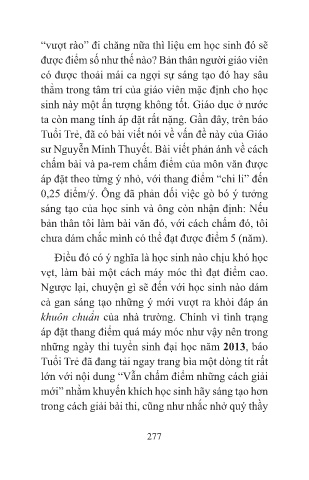 “vượt rào” đi chăng nữa thì liệu em học sinh đó sẽ
được điểm số như thế nào? Bản thân người giáo viên
có được thoải mái ca ngợi sự sáng tạo đó hay sâu
thẳm trong tâm trí của giáo viên mặc định cho học
sinh này một ấn tượng không tốt. Giáo dục ở nước
ta còn mang tính áp đặt rất nặng. Gần đây, trên báo
Tuổi Trẻ, đã có bài viết nói về vấn đề này của Giáo
sư Nguyễn Minh Thuyết. Bài viết phản ánh về cách
chấm bài và pa-rem chấm điểm của môn văn được
áp đặt theo từng ý nhỏ, với thang điểm “chi li” đến
0,25 điểm/ý. Ông đã phản đối việc gò bó ý tưởng
sáng tạo của học sinh và ông còn nhận định: Nếu
bản thân tôi làm bài văn đó, với cách chấm đó, tôi
chưa dám chắc mình có thể đạt được điểm 5 (năm).
Điều đó có ý nghĩa là học sinh nào chịu khó học
vẹt, làm bài một cách máy móc thì đạt điểm cao.
Ngược lại, chuyện gì sẽ đến với học sinh nào dám
cả gan sáng tạo những ý mới vượt ra khỏi đáp án
khuôn chuẩn của nhà trường. Chính vì tình trạng
áp đặt thang điểm quá máy móc như vậy nên trong
những ngày thi tuyển sinh đại học năm 2013, báo
Tuổi Trẻ đã đang tải ngay trang bìa một dòng tít rất
lớn với nội dung “Vẫn chấm điểm những cách giải
mới” nhằm khuyến khích học sinh hãy sáng tạo hơn
trong cách giải bài thi, cũng như nhắc nhở quý thầy
277